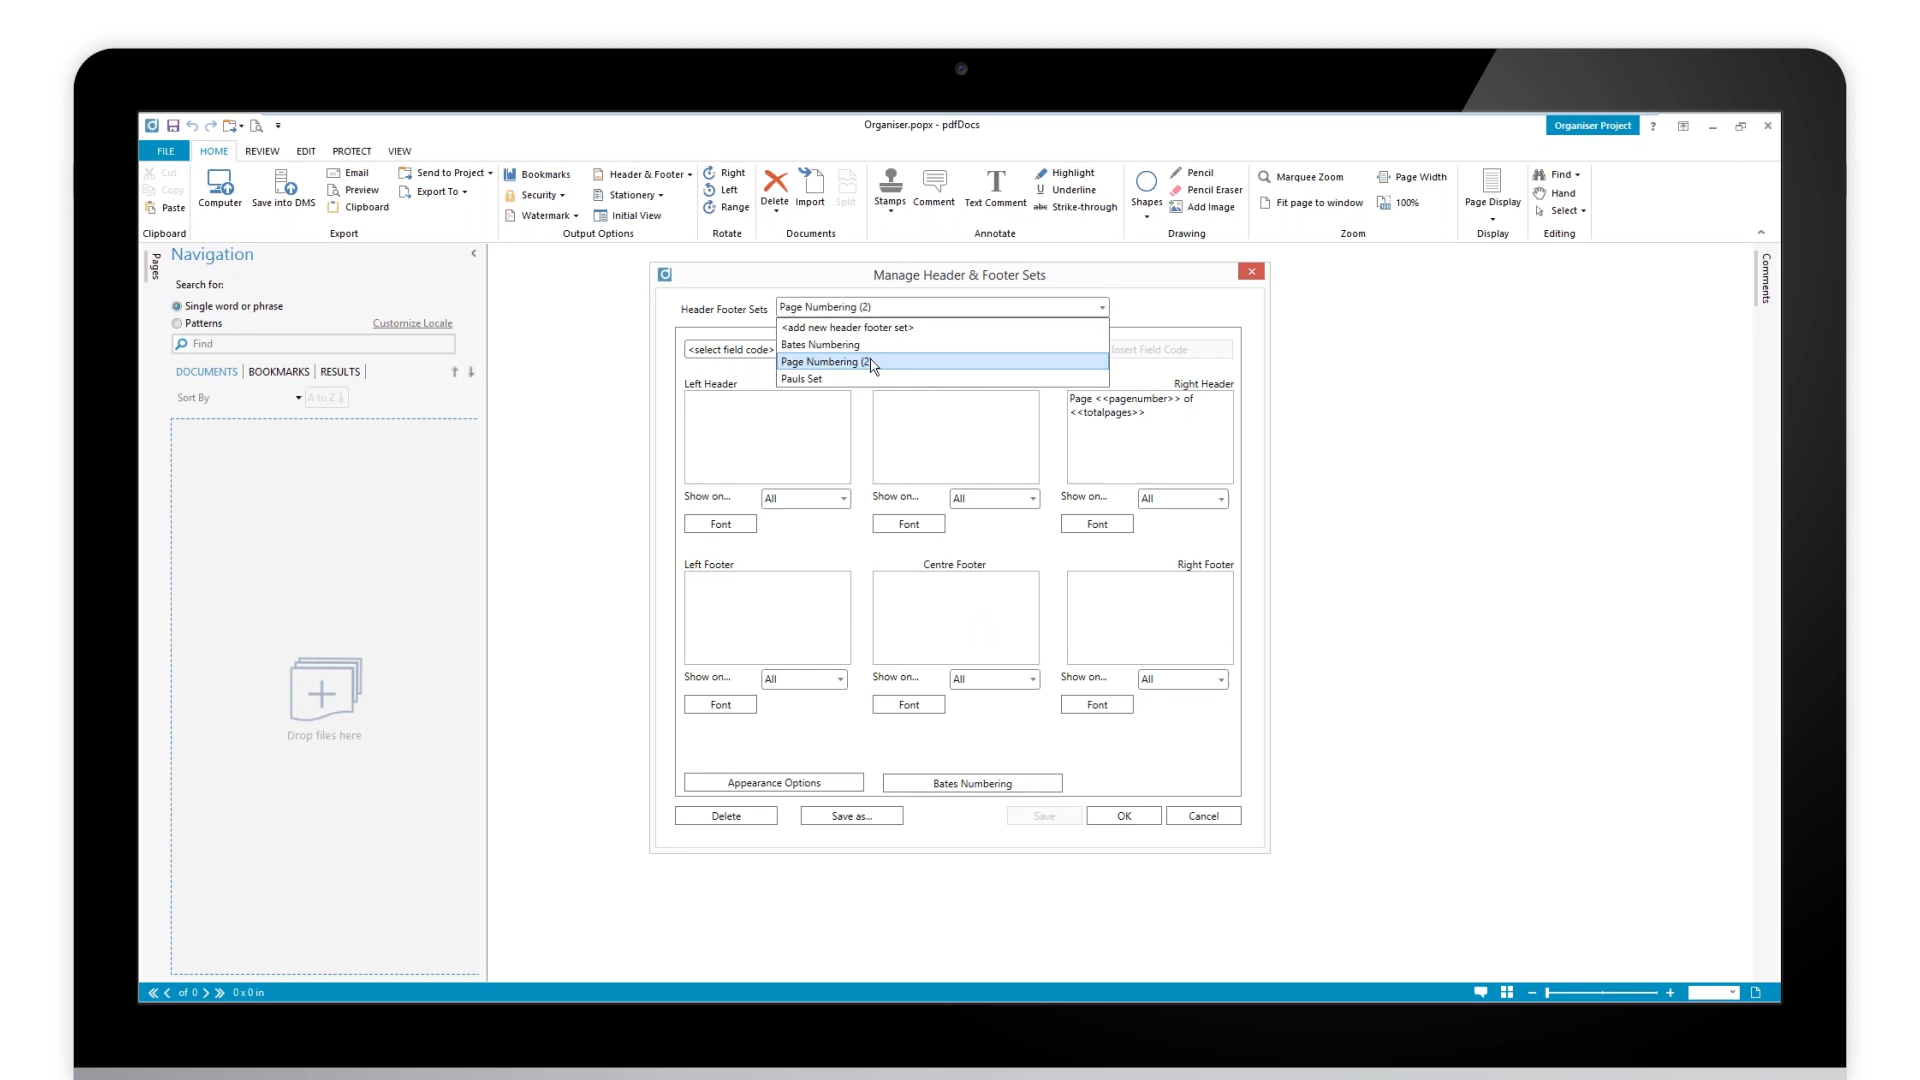 Organiser.popx - pdfDocs
Organiser Project
?
FILE
HOME
REVIEW
EDIT
PROTECT
VIEW
Cut
Copy
Paste
Clipboard
Computer
Save into DMS
Email
Preview
Clipboard
Send to Project
Export To
Export
Bookmarks
Security
Watermark
Header & Footer
Stationery
Initial View
Output Options
Right
Left
Range
Rotate
Delete
Import
Split
Documents
Stamps
Comment
T
Text Comment
Highlight
U Underline
abc Strike-through
Annotate
Shapes
Pencil
Pencil Eraser
Add Image
Drawing
Marquee Zoom
Fit page to window
Page Width
100%
Zoom
Page Display
Display
Find
Hand
Select
Editing
Pages
Navigation
Search for:
Single word or phrase
Patterns
Customize Locale
Find
DOCUMENTS
BOOKMARKS
RESULTS
Sort By
A to Z
Drop files here
Comments
Manage Header & Footer Sets
Header Footer Sets
Page Numbering (2)
<add new header footer set>
Bates Numbering
Page Numbering (2
Pauls Set
<select field code>
Insert Field Code
Left Header
Right Header
Page <<pagenumber>> of
<<totalpages>>
Show on... All
Show on... All
Show on... All
Font
Font
Font
Left Footer
Centre Footer
Right Footer
Show on... All
Show on... All
Show on... All
Font
Font
Font
Appearance Options
Bates Numbering
Delete
Save as...
Save
OK
Cancel
of 0
0 x 0 in